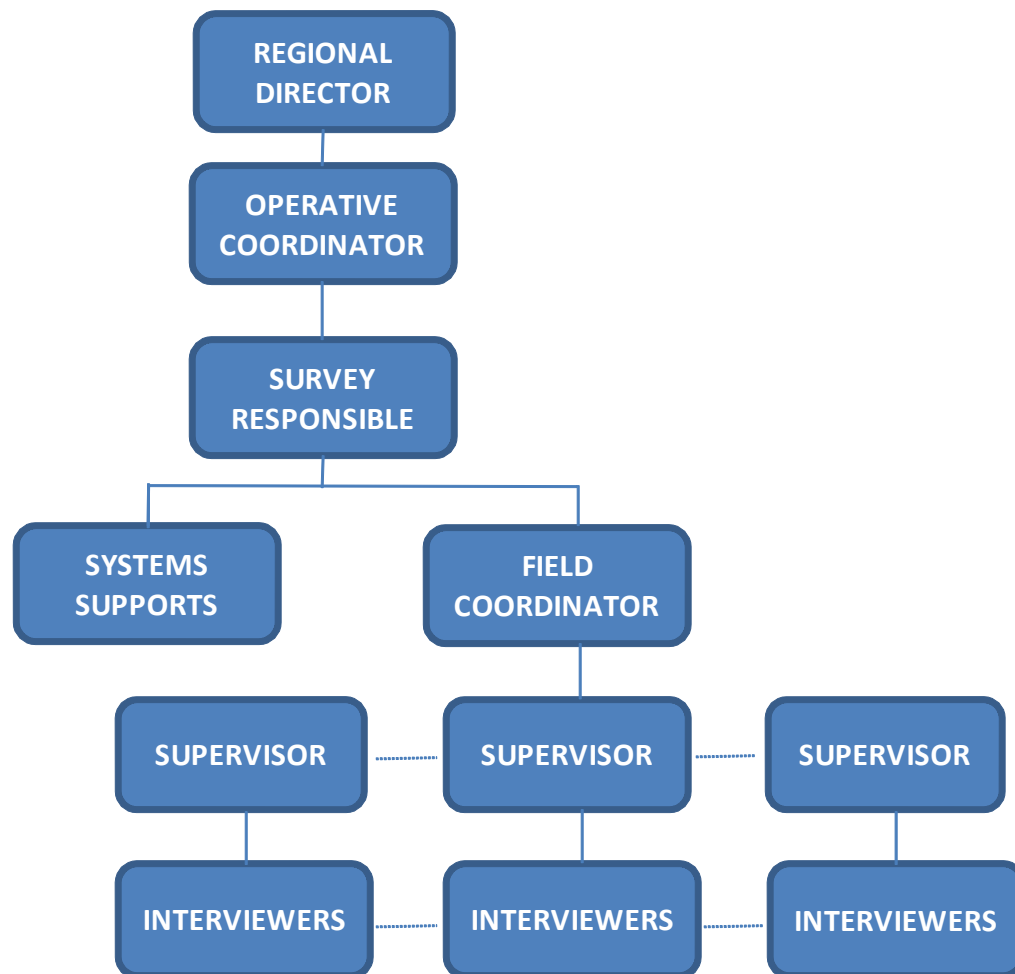 REGIONAL
DIRECTOR
OPERATIVE
COORDINATOR
SURVEY
RESPONSIBLE
SYSTEMS
SUPPORTS
FIELD
COORDINATOR
SUPERVISOR
SUPERVISOR
SUPERVISOR
INTERVIEWERS
INTERVIEWERS
INTERVIEWERS